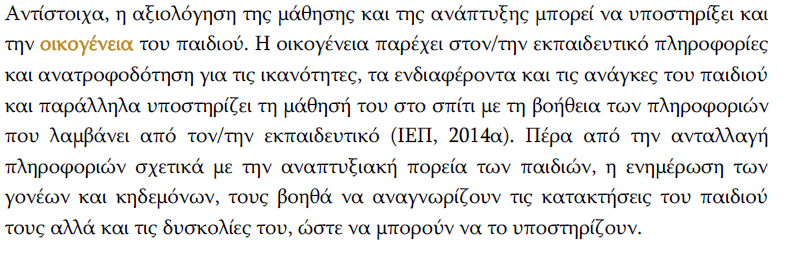 Αντίστοιχα, η αξιολόγηση της μάθησης και της ανάπτυξης μπορεί να υποστηρίξει και
την οικογένεια του παιδιού. Η οικογένεια παρέχει στον/την εκπαιδευτικό πληροφορίες
και ανατροφοδότηση για τις ικανότητες, τα ενδιαφέροντα και τις ανάγκες του παιδιού
και παράλληλα υποστηρίζει τη μάθησή του στο σπίτι με τη βοήθεια των πληροφοριών
που λαμβάνει από τον/την εκπαιδευτικό (ΙΕΠ, 2014α). Πέρα από την ανταλλαγή
πληροφοριών σχετικά με την αναπτυξιακή πορεία των παιδιών, η ενημέρωση των
γονέων και κηδεμόνων, τους βοηθά να αναγνωρίζουν τις κατακτήσεις του παιδιού
τους αλλά και τις δυσκολίες του, ώστε να μπορούν να το υποστηρίζουν.